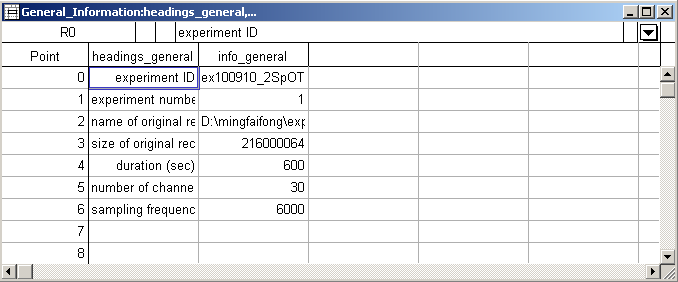 General_Information:headings_general,...
R0 experiment ID
Point headings_general info_general
0 experiment ID ex100910_2SpOT
1 experiment numbe 1
2 name of original re D:\mingfaifong\exp
3 size of original rec 216000064
4 duration (sec) 600
5 number of channe 30
6 sampling frequenc 6000
7
8